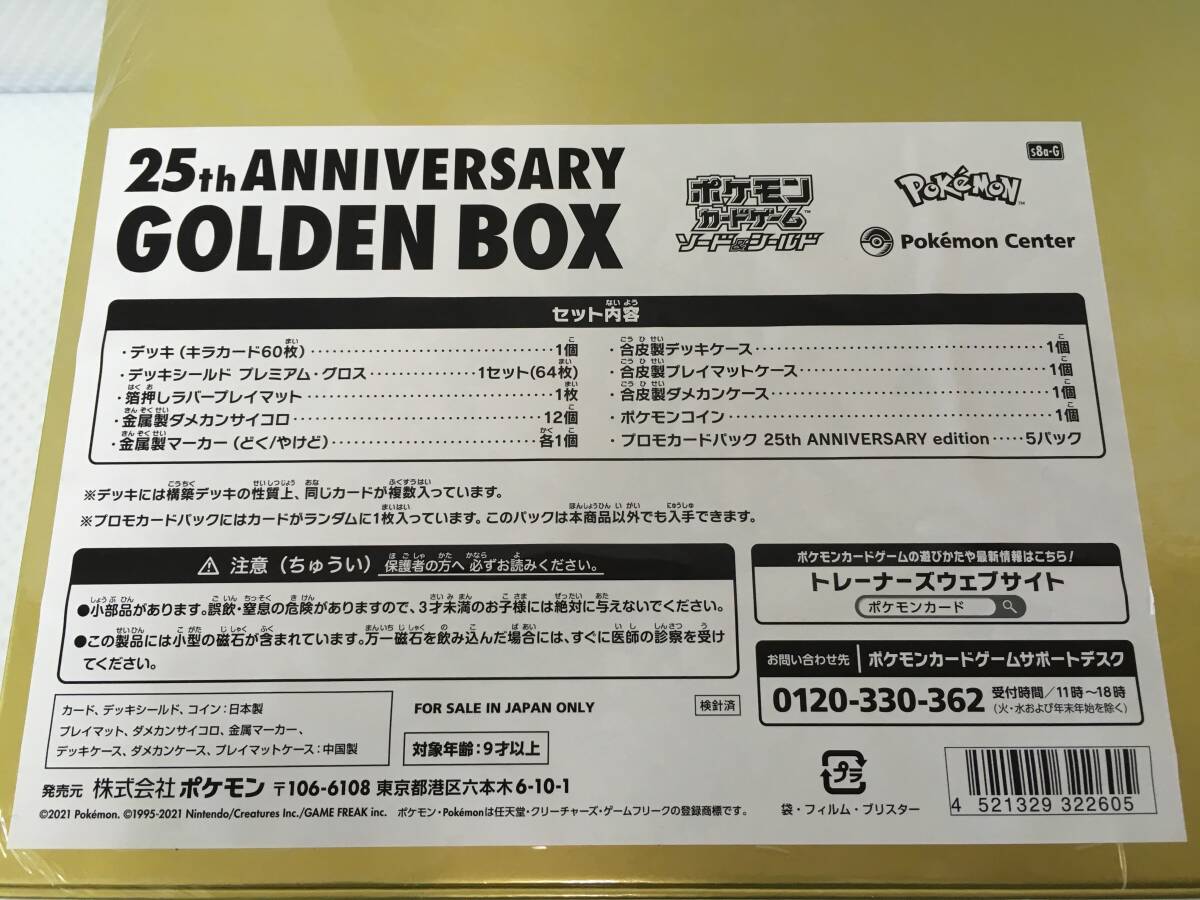 25th ANNIVERSARY
GOLDEN BOX
ポケモン
カードゲーム™
ソード&シールド
s8a-G
POKéMON™
Pokémon Center
セット内容
・デッキ(キラカード60枚)……1個
・デッキシールド プレミアム・グロス……1セット(64枚)
・箔押しラバープレイマット……1枚
・金属製ダメカンサイコロ……12個
・金属製マーカー(どく/やけど)……各1個
・合皮製デッキケース……1個
・合皮製プレイマットケース……1個
・合皮製ダメカンケース……1個
・ポケモンコイン……1個
・プロモカードパック 25th ANNIVERSARY edition……5パック
※デッキには構築デッキの性質上、同じカードが複数入っています。
※プロモカードパックにはカードがランダムに1枚入っています。このパックは本商品以外でも入手できます。
⚠ 注意(ちゅうい) 保護者の方へ 必ずお読みください。
●小部品があります。誤飲・窒息の危険がありますので、3才未満のお子様には絶対に与えないでください。
●この製品には小型の磁石が含まれています。万一磁石を飲み込んだ場合には、すぐに医師の診察を受け
てください。
ポケモンカードゲームの遊びかたや最新情報はこちら!
トレーナーズウェブサイト
ポケモンカード
お問い合わせ先 ポケモンカードゲームサポートデスク
0120-330-362 受付時間/11時~18時
(火・水および年末年始を除く)
カード、デッキシールド、コイン:日本製
プレイマット、ダメカンサイコロ、金属マーカー、
デッキケース、ダメカンケース、プレイマットケース:中国製
FOR SALE IN JAPAN ONLY
検針済
対象年齢:9才以上
発売元 株式会社 ポケモン 〒106-6108 東京都港区六本木6-10-1
©2021 Pokémon. ©1995-2021 Nintendo/Creatures Inc./GAME FREAK inc. ポケモン・Pokémonは任天堂・クリーチャーズ・ゲームフリークの登録商標です。
プラ
袋・フィルム・ブリスター
4 521329 322605